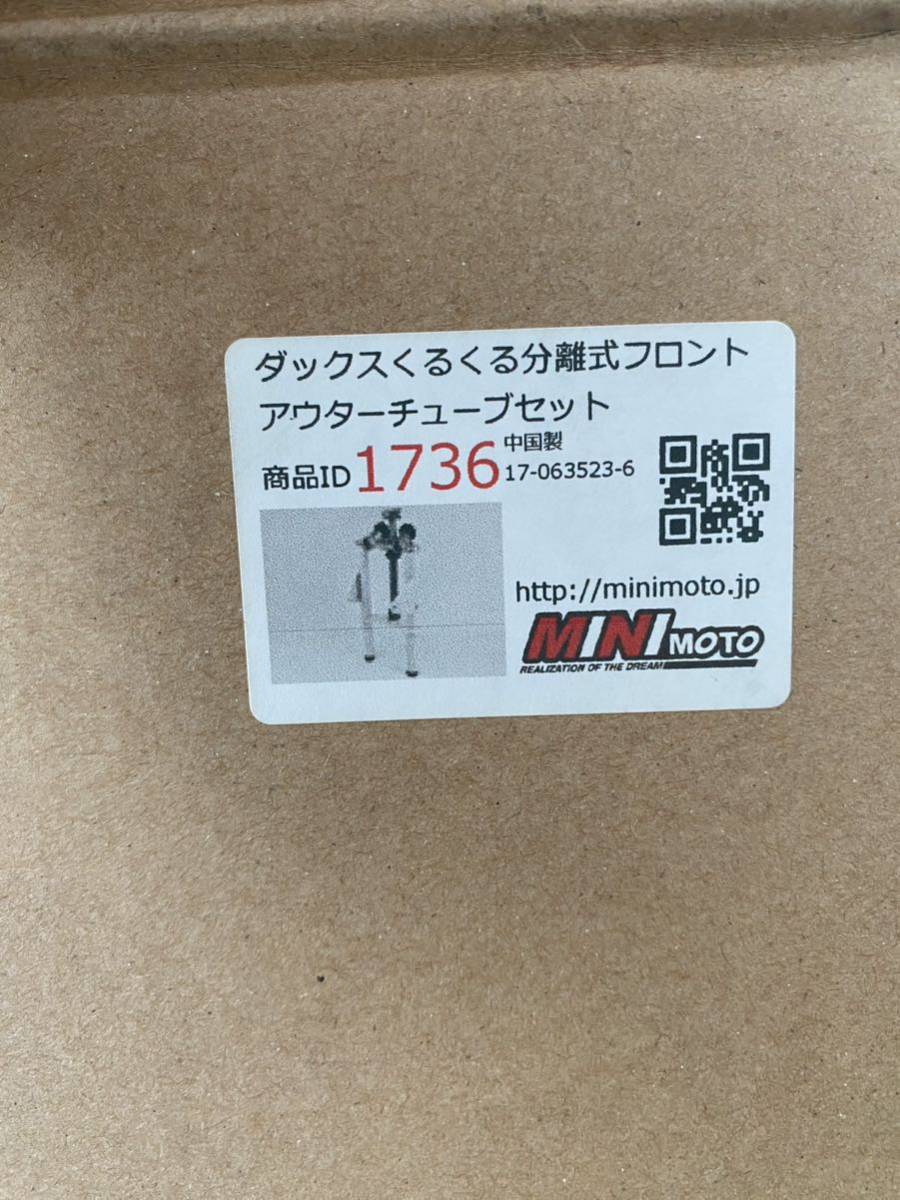 ダックスくるくる分離式フロント
アウターチューブセット
商品ID 1736 中国製
17-063523-6
http://minimoto.jp
MINIMOTO
REALIZATION OF THE DREAM